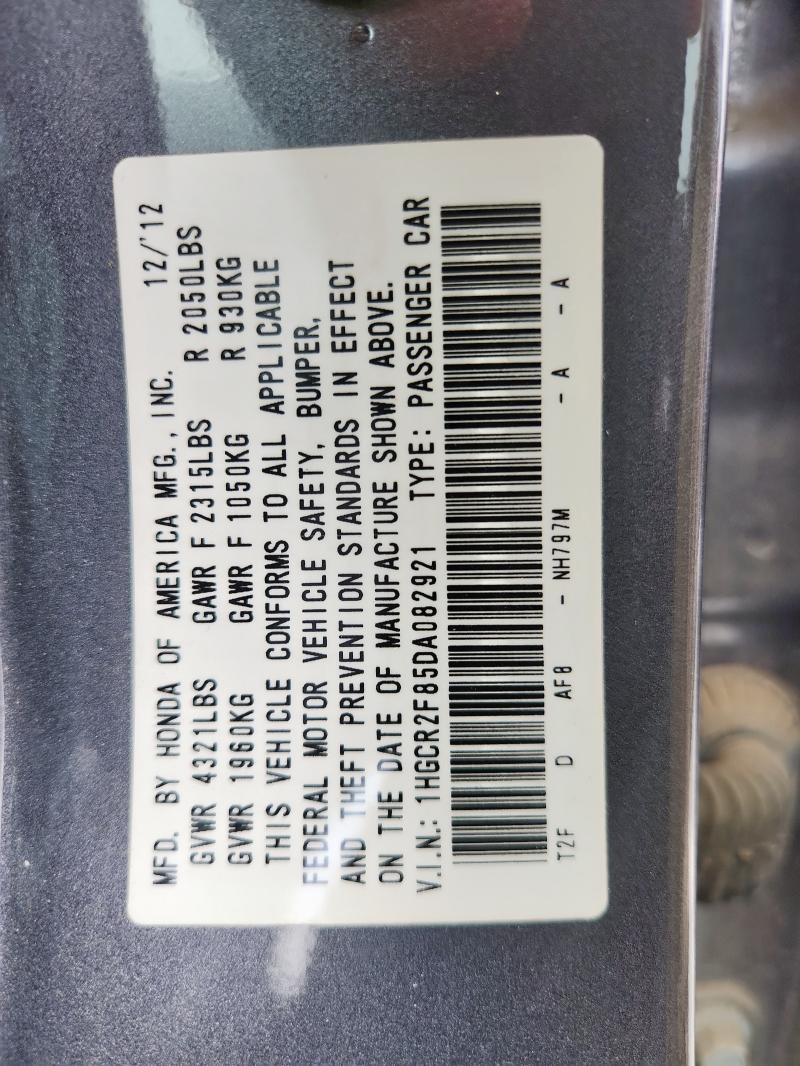 MFD. BY HONDA OF AMERICA MFG., INC. 12/'12
GVWR 4321LBS GAWR F 2315LBS R 2050LBS
GVWR 1960KG GAWR F 1050KG R 930KG
THIS VEHICLE CONFORMS TO ALL APPLICABLE
FEDERAL MOTOR VEHICLE SAFETY, BUMPER,
AND THEFT PREVENTION STANDARDS IN EFFECT
ON THE DATE OF MANUFACTURE SHOWN ABOVE.
V.I.N.: 1HGCR2F85DA082921 TYPE: PASSENGER CAR
T2F D AF8 - NH797M - A - A